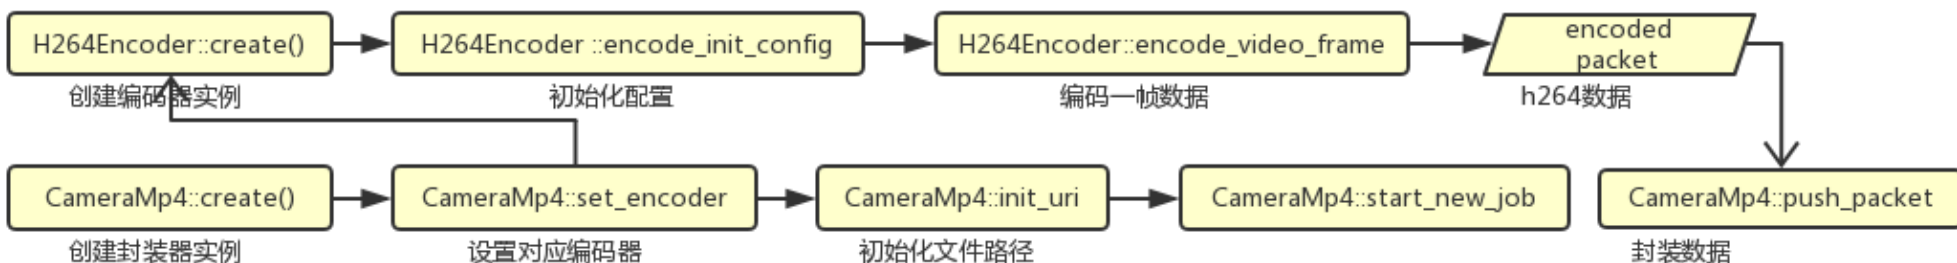 H264Encoder::create()
H264Encoder ::encode_init_config
H264Encoder::encode_video_frame
encoded
packet
创建编码器实例
初始化配置
编码一帧数据
h264数据
CameraMp4::create()
CameraMp4::set_encoder
CameraMp4::init_uri
CameraMp4::start_new_job
CameraMp4::push_packet
创建封装器实例
设置对应编码器
初始化文件路径
封装数据